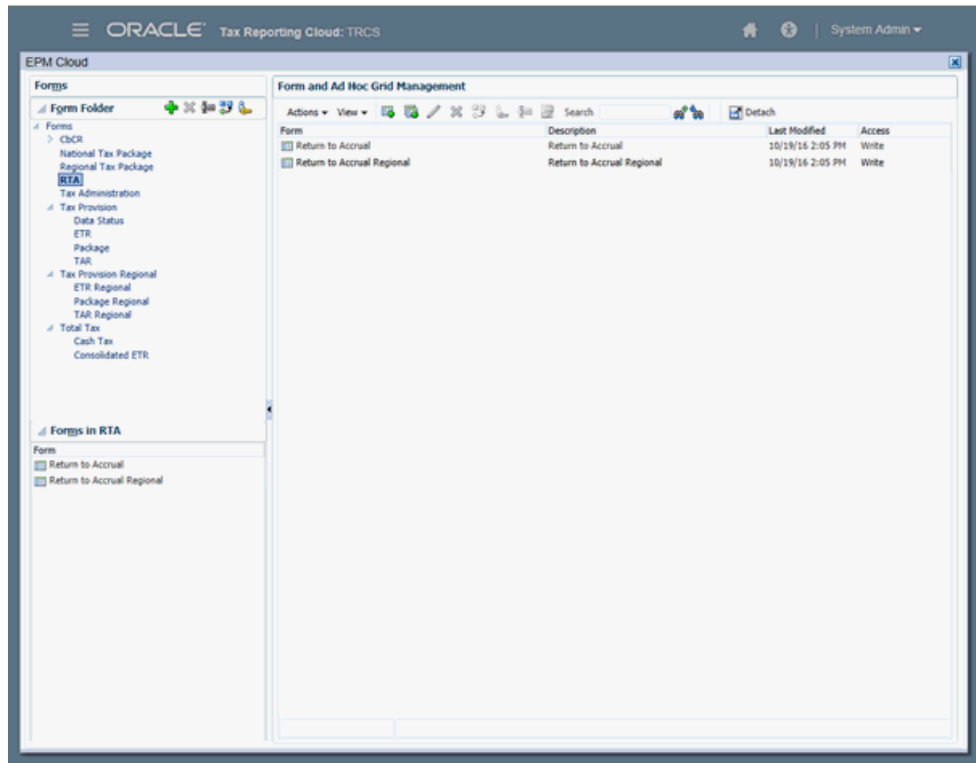 ORACLE Tax Reporting Cloud: TRCS System Admin
EPM Cloud
Forms
Form Folder
Forms
CbCR
National Tax Package
Regional Tax Package
RTA
Tax Administration
Tax Provision
Data Status
ETR
Package
TAR
Tax Provision Regional
ETR Regional
Package Regional
TAR Regional
Total Tax
Cash Tax
Consolidated ETR
Forms in RTA
Form
Return to Accrual
Return to Accrual Regional
Form and Ad Hoc Grid Management
Actions View Search Detach
Form Description Last Modified Access
Return to Accrual Return to Accrual 10/19/16 2:05 PM Write
Return to Accrual Regional Return to Accrual Regional 10/19/16 2:05 PM Write